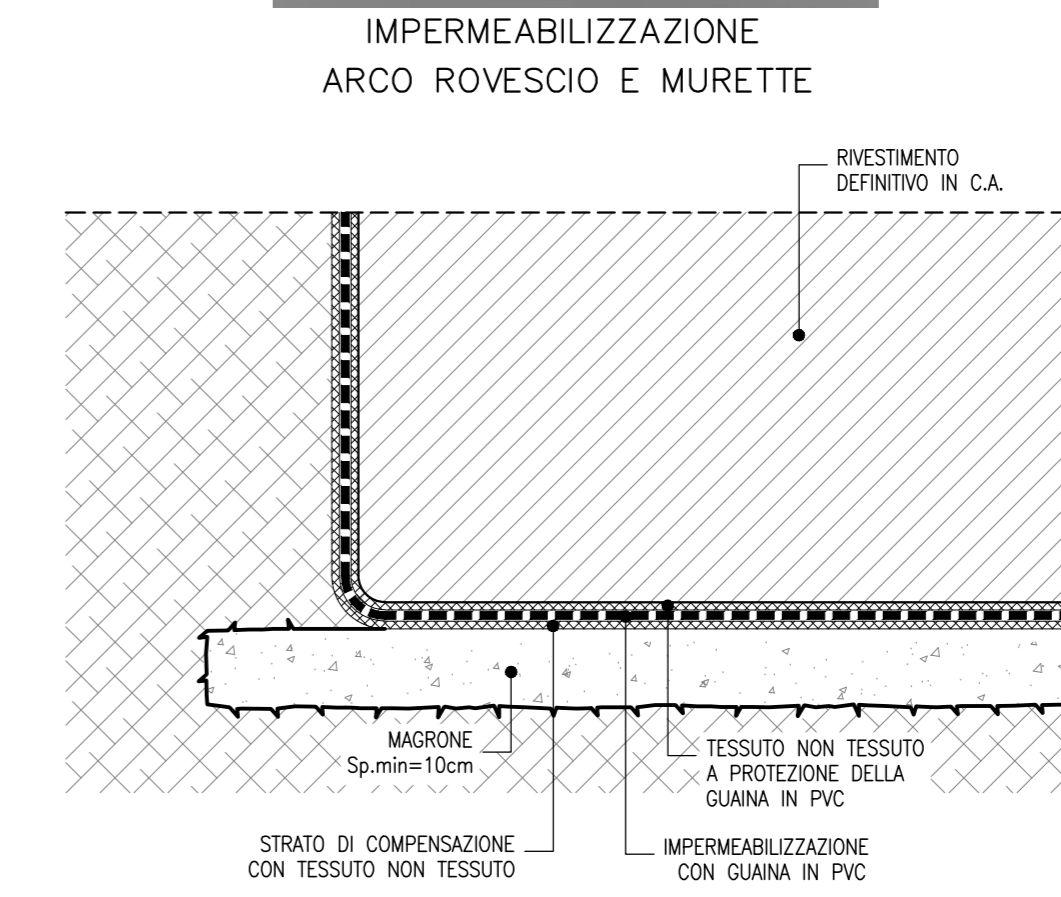 IMPERMEABILIZZAZIONE
ARCO ROVESCIO E MURETTE
RIVESTIMENTO
DEFINITIVO IN C.A.
MAGRONE
Sp.min=10cm
TESSUTO NON TESSUTO
A PROTEZIONE DELLA
GUAINA IN PVC
STRATO DI COMPENSAZIONE
CON TESSUTO NON TESSUTO
IMPERMEABILIZZAZIONE
CON GUAINA IN PVC